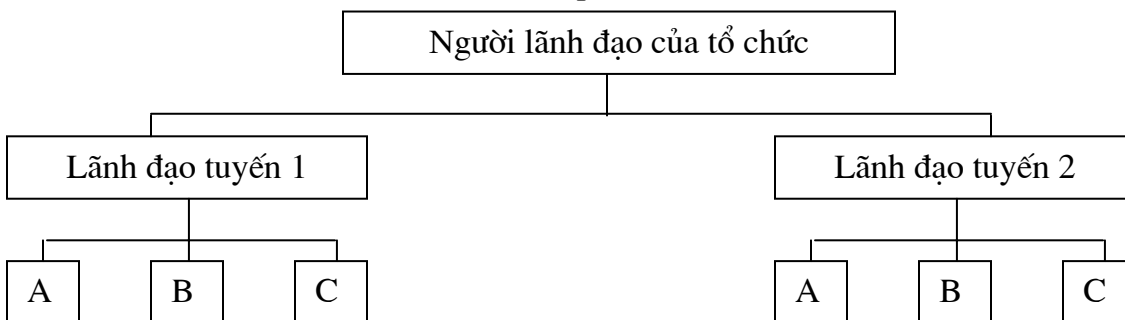 Người lãnh đạo của tổ chức
Lãnh đạo tuyến 1
Lãnh đạo tuyến 2
A B C A B C